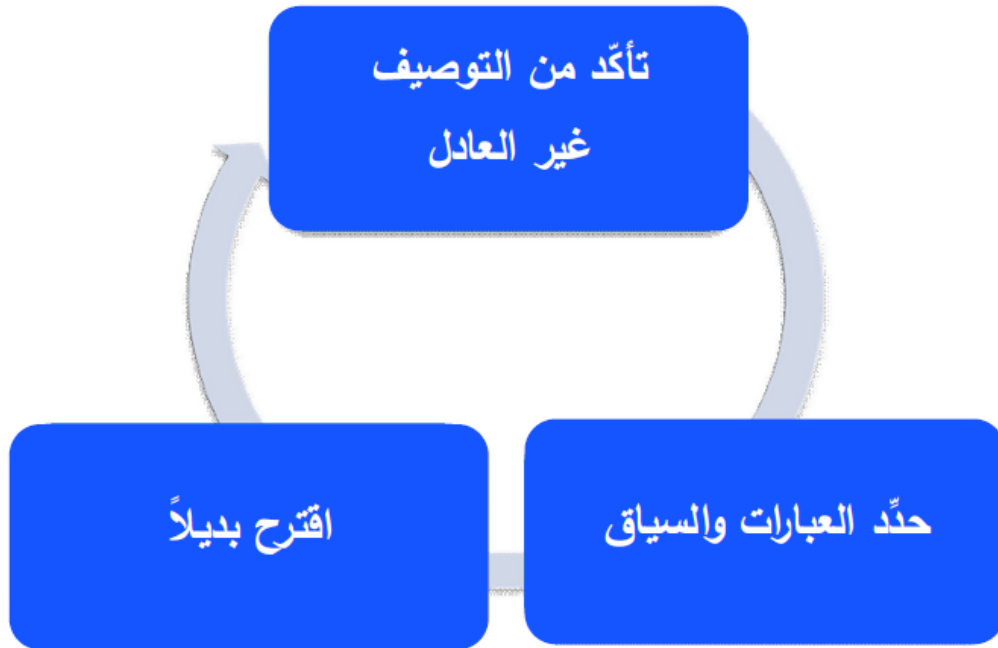 تأكّد من التوصيف
غير العادل
حدِّد العبارات والسياق
اقترح بديلاً